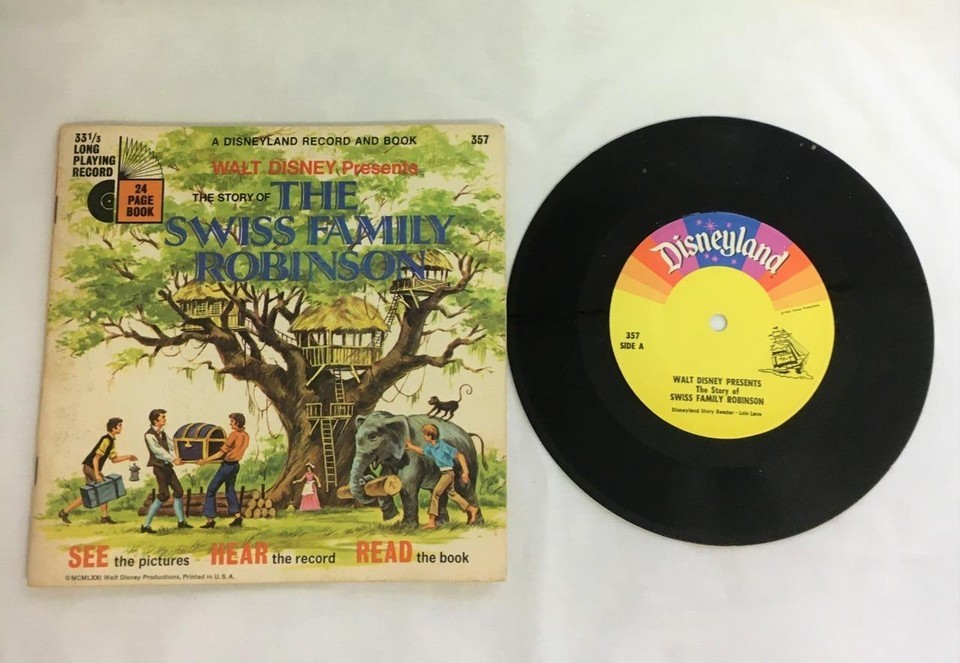 33 1/3
LONG
PLAYING
RECORD
24
PAGE
BOOK
A DISNEYLAND RECORD AND BOOK
357
WALT DISNEY Presents
THE STORY OF THE
SWISS FAMILY
ROBINSON
SEE the pictures HEAR the record READ the book
©MCMLXXI Walt Disney Productions, Printed in U.S.A.
Disneyland
357
SIDE A
WALT DISNEY PRESENTS
The Story of
SWISS FAMILY ROBINSON
Disneyland Story Reader - Lois Lane